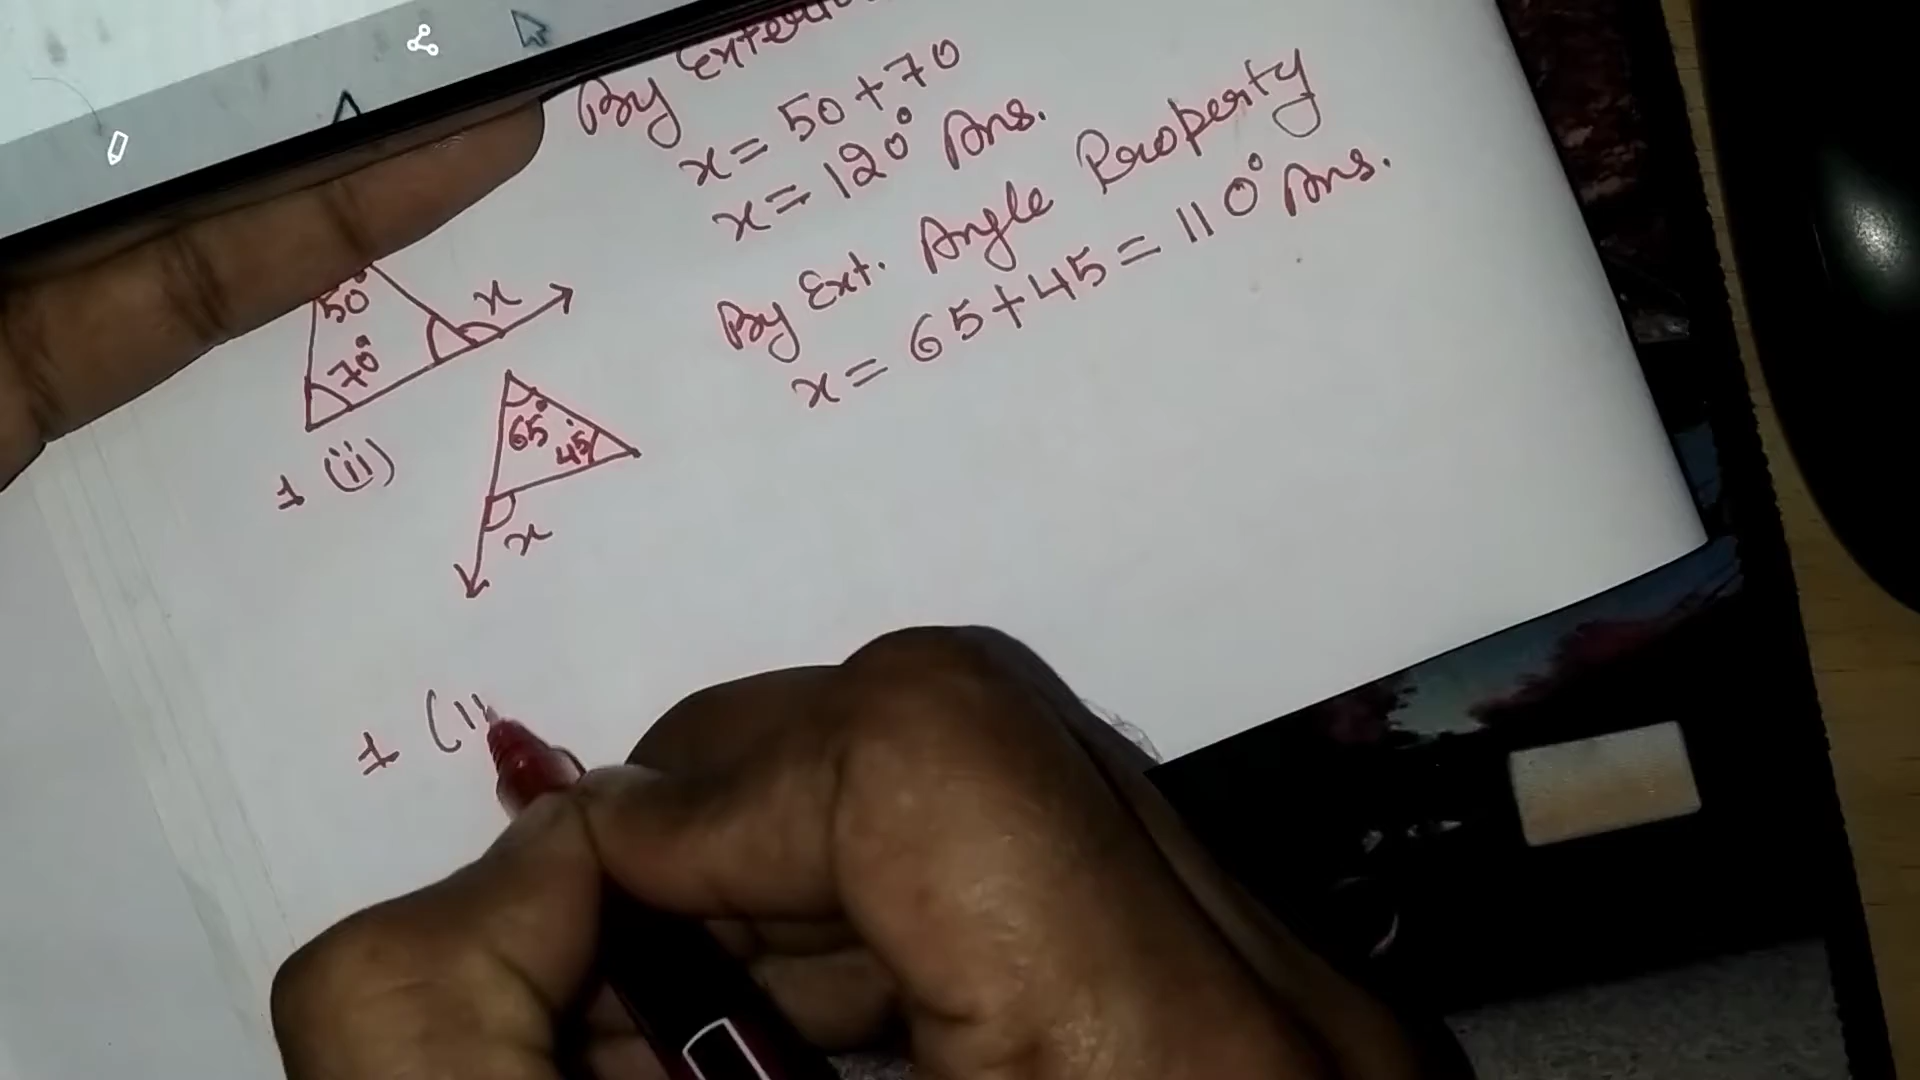 By Exterio
x = 50 + 70
x = 120° Ans.
50°
70°
x
1 (ii)
65°
45°
x
By Ext. Angle Property
x = 65 + 45 = 110° Ans.
1 (ii